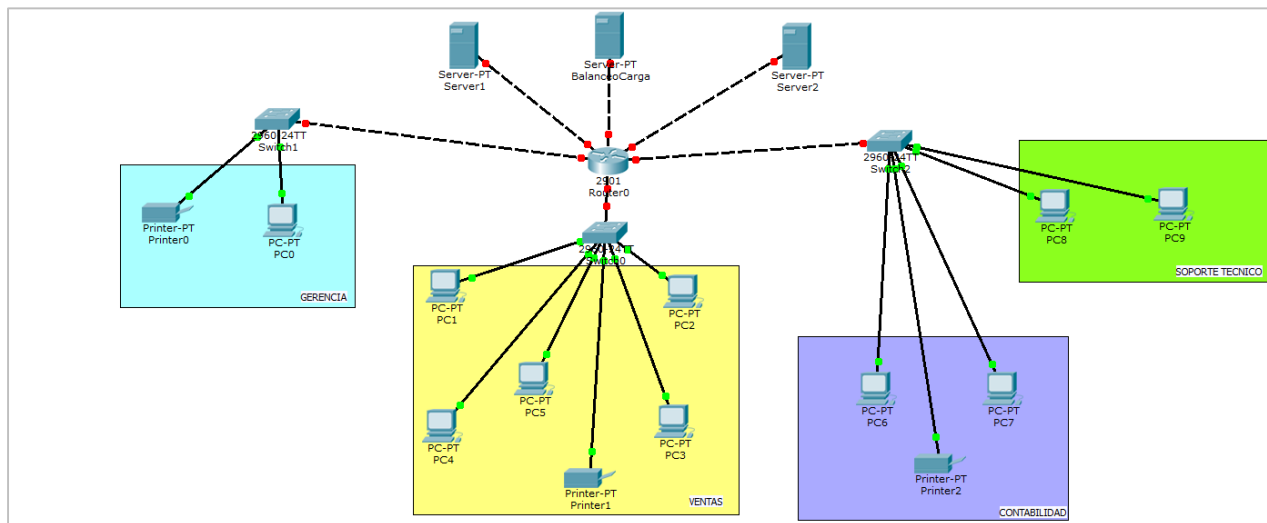 Server-PT
Server1
Server-PT
BalanceoCarga
Server-PT
Server2
2960-24TT
Switch1
2901
Router0
2960-24TT
Switch2
Printer-PT
Printer0
PC-PT
PC0
GERENCIA
2960-24TT
Switch0
PC-PT
PC1
PC-PT
PC2
PC-PT
PC5
PC-PT
PC4
PC-PT
PC3
Printer-PT
Printer1
VENTAS
PC-PT
PC8
PC-PT
PC9
SOPORTE TECNICO
PC-PT
PC6
PC-PT
PC7
Printer-PT
Printer2
CONTABILIDAD